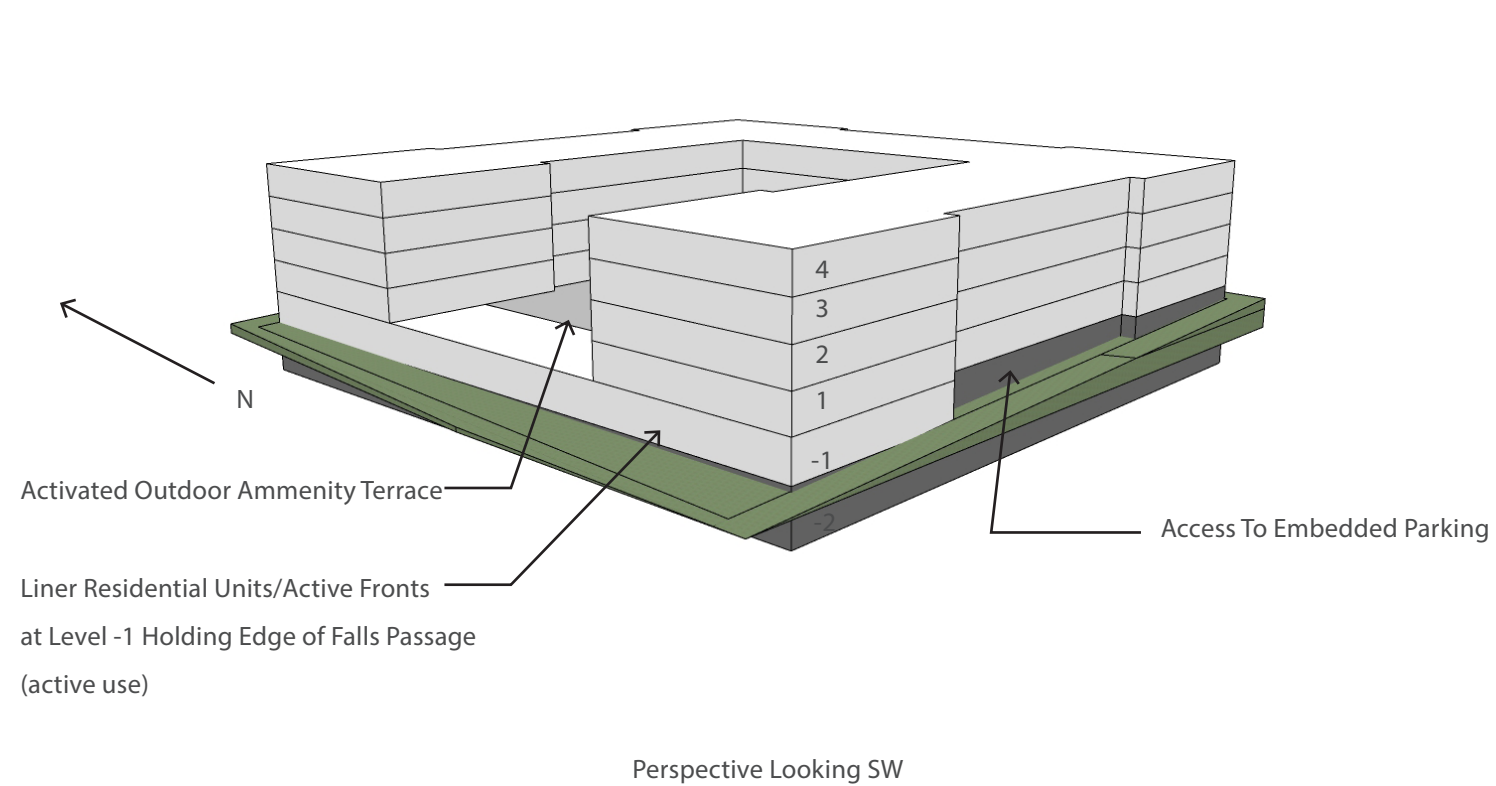 4
3
2
1
-1
-2
N
Activated Outdoor Ammenity Terrace
Access To Embedded Parking
Liner Residential Units/Active Fronts
at Level -1 Holding Edge of Falls Passage
(active use)
Perspective Looking SW